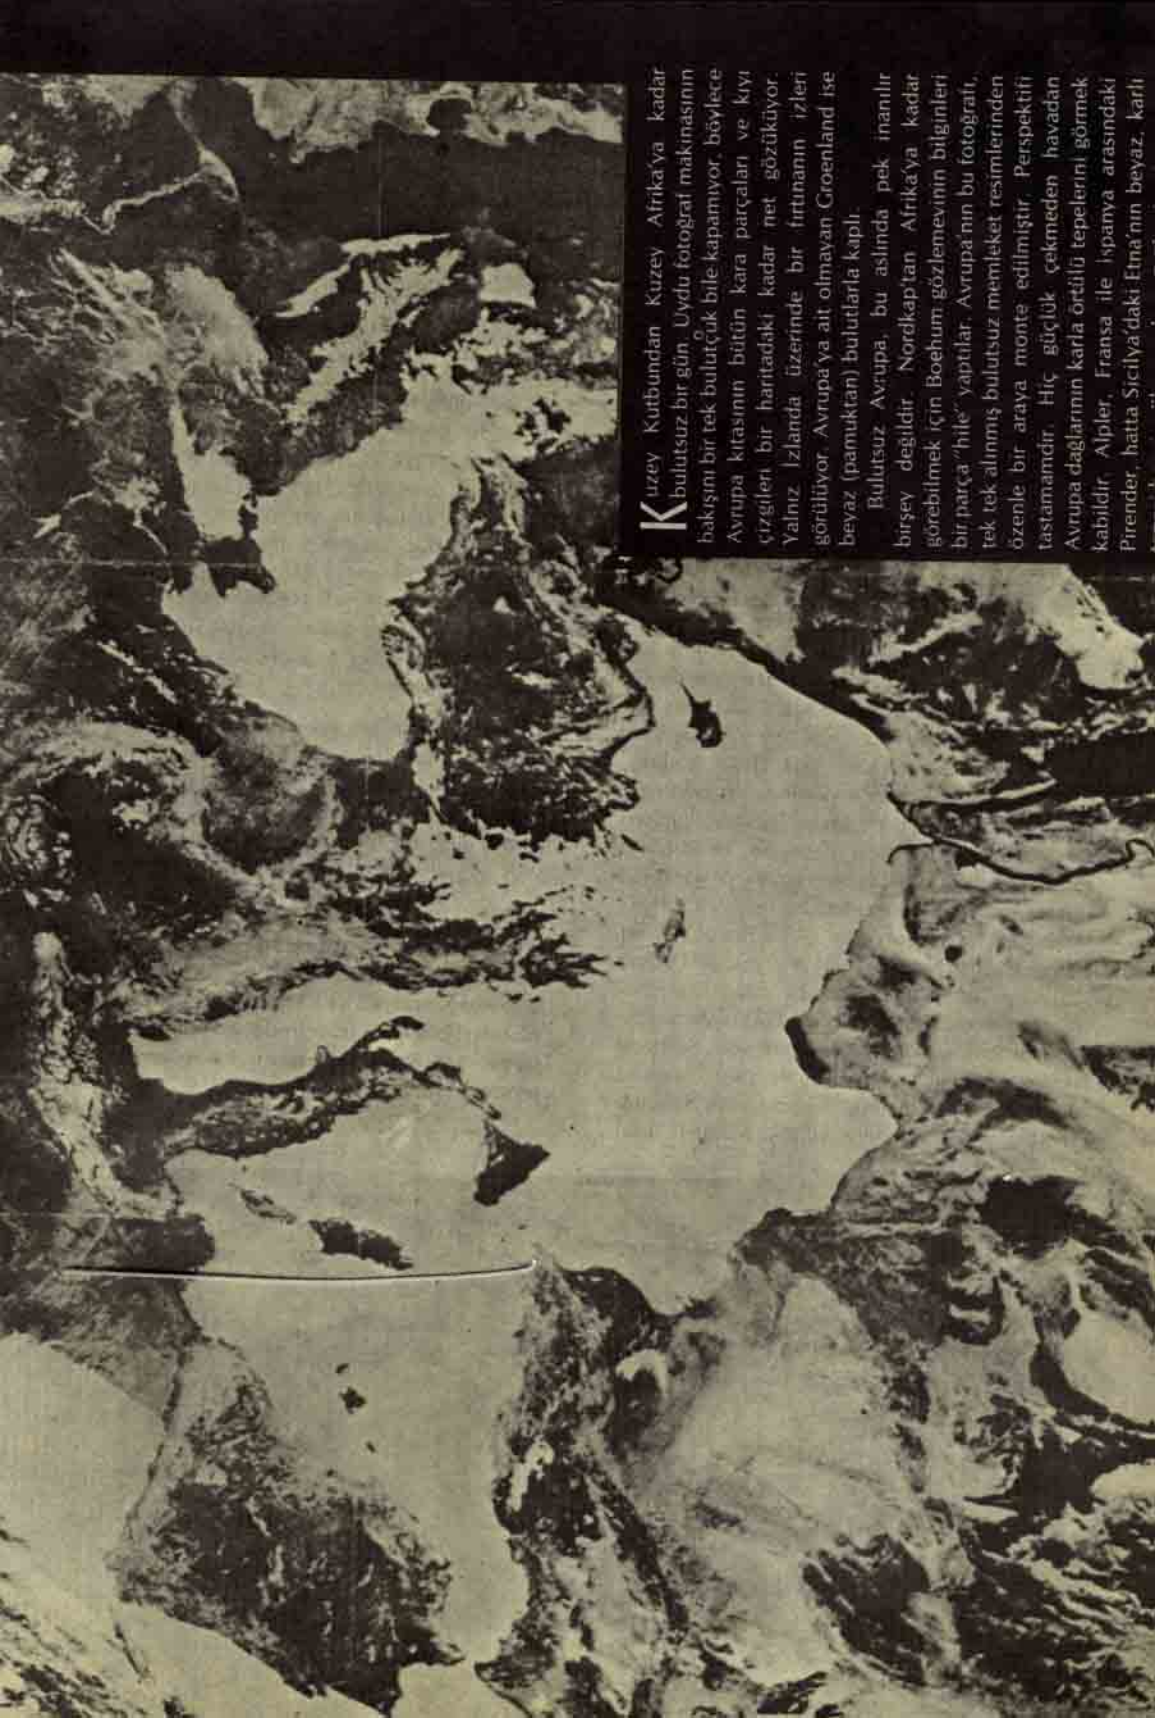 Kuzey Kutbundan Kuzey Afrika'ya kadar
bulutsuz bir gün. Uydu fotoğraf makinasının
bakışını bir tek bulutçuk bile kapamıyor, böylece
Avrupa kıtasının bütün kara parçaları ve kıyı
çizgileri bir haritadaki kadar net gözüküyor.
Yalnız İzlanda üzerinde bir fırtınanın izleri
görülüyor. Avrupa'ya ait olmayan Groenland ise
beyaz (pamuktan) bulutlarla kaplı.
Bulutsuz Avrupa, bu aslında pek inanılır
birşey değildir. Nordkap'tan Afrika'ya kadar
görebilmek için Boehum gözlemevinin bilginleri
bir parça "hile" yaptılar. Avrupa'nın bu fotoğrafı,
tek tek alınmış bulutsuz memleket resimlerinden
özenle bir araya monte edilmiştir. Perspektifi
tastamamdır. Hiç güçlük çekmeden havadan
Avrupa dağlarının karla örtülü tepelerini görmek
kabildir. Alpler, Fransa ile İspanya arasındaki
Pirender, hatta Sicilya'daki Etna'nın beyaz, karlı